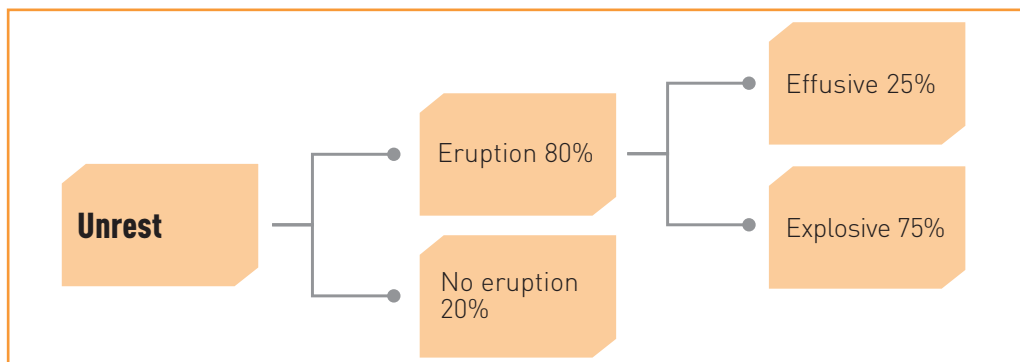 Unrest
Eruption 80%
No eruption
20%
Effusive 25%
Explosive 75%